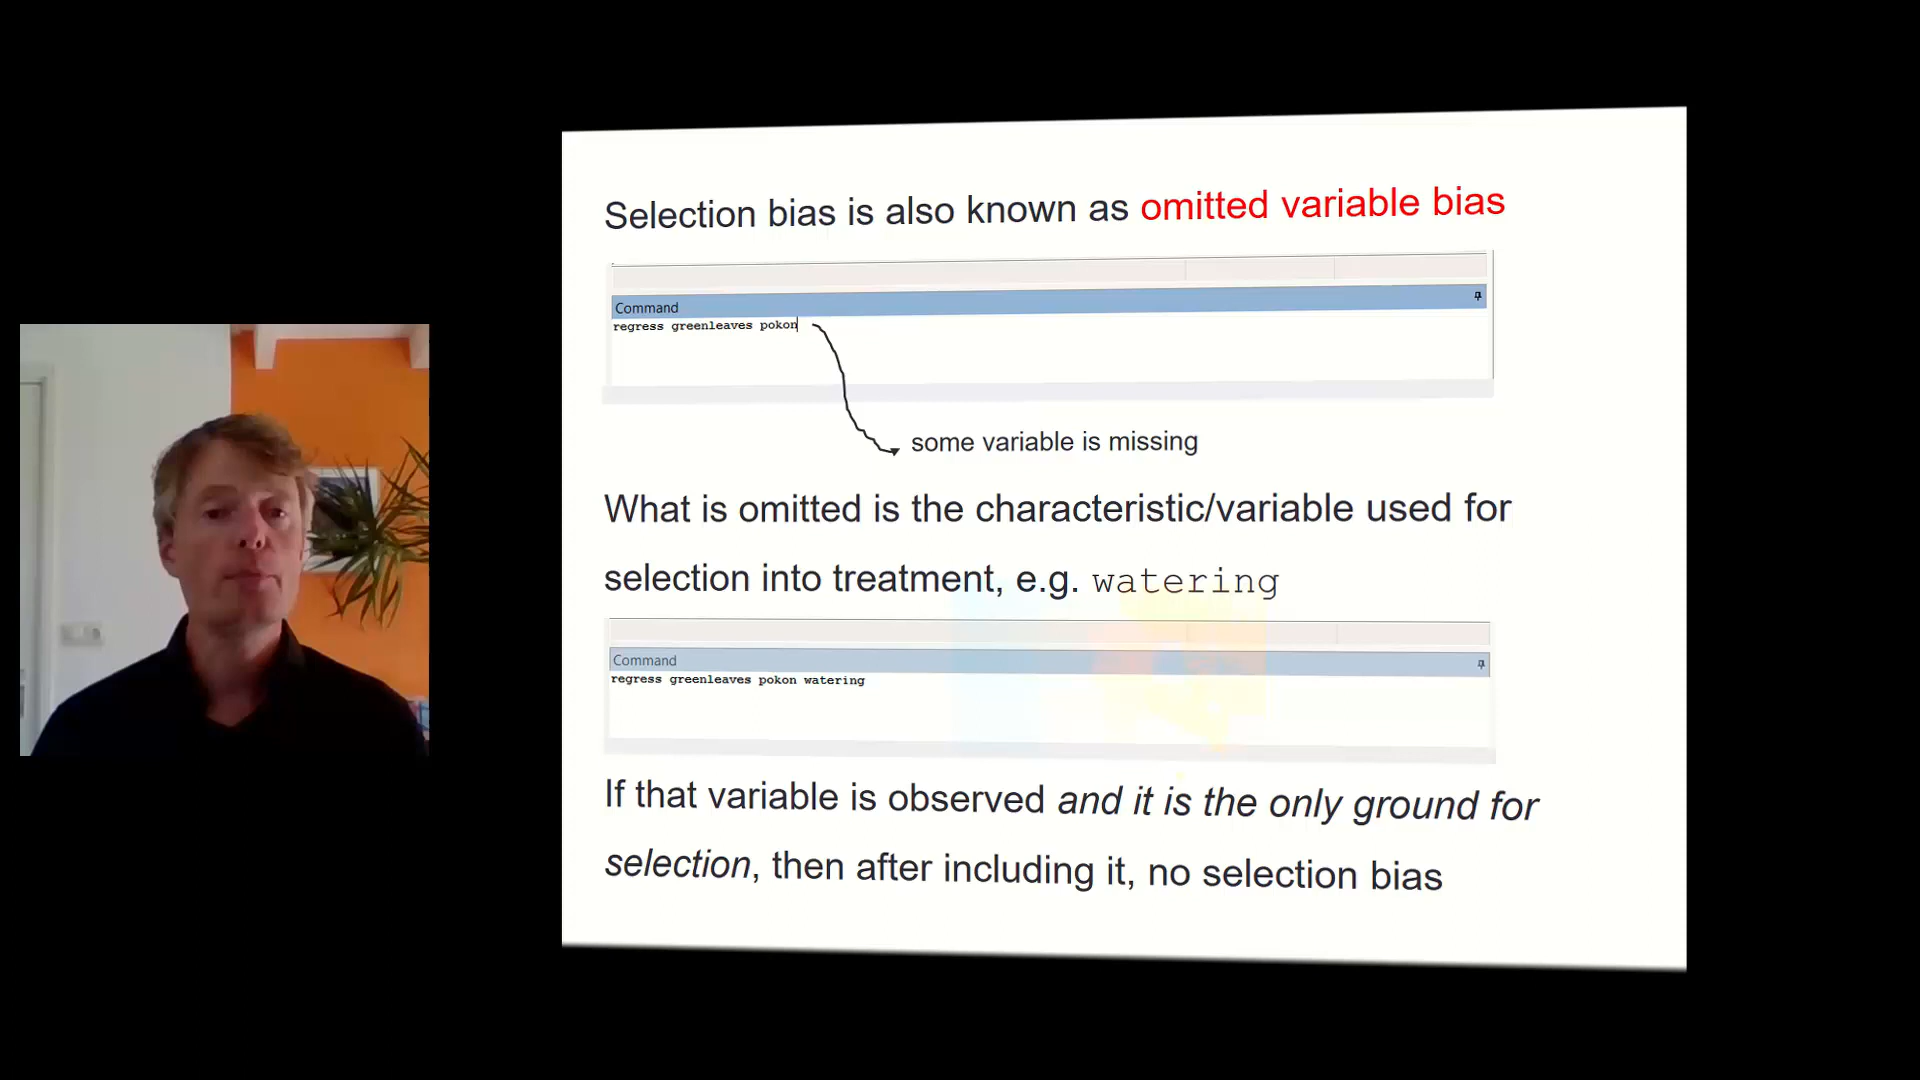 Selection bias is also known as omitted variable bias
Command
regress greenleaves pokon
some variable is missing
What is omitted is the characteristic/variable used for
selection into treatment, e.g. watering
Command
regress greenleaves pokon watering
If that variable is observed and it is the only ground for
selection, then after including it, no selection bias